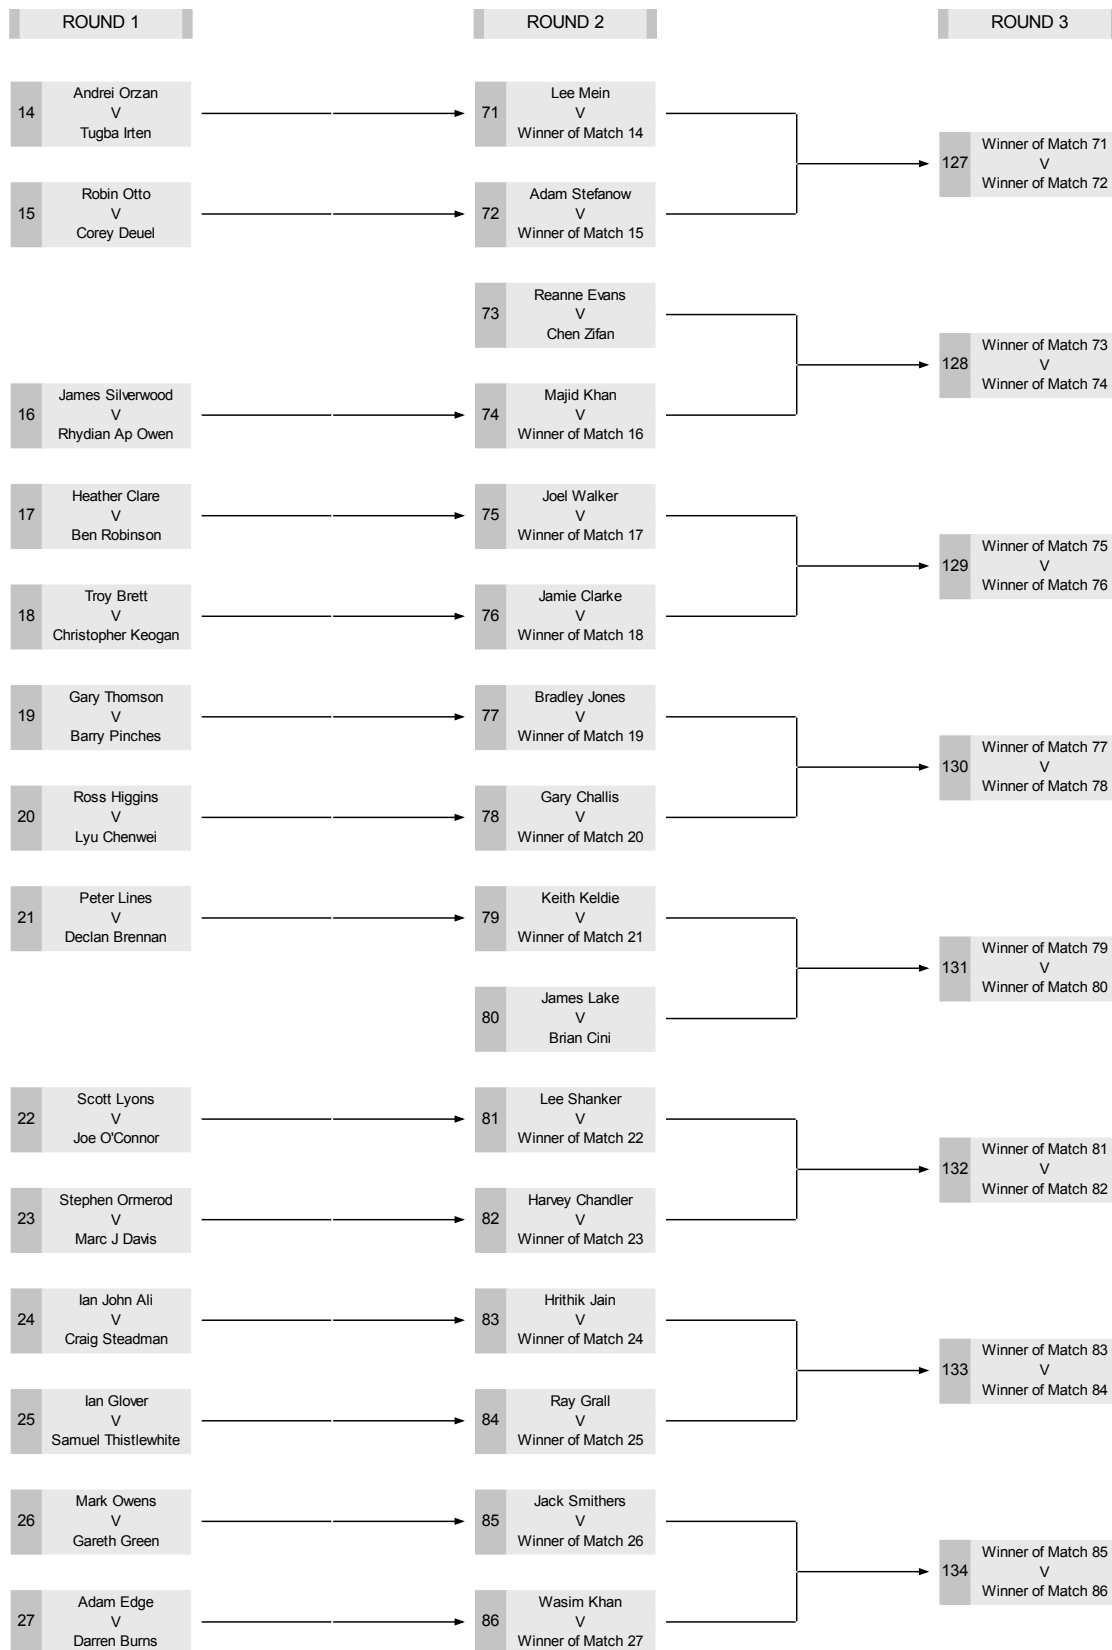 ROUND 1
ROUND 2
ROUND 3
14
Andrei Orzan
V
Tugba Irten
15
Robin Otto
V
Corey Deuel
16
James Silverwood
V
Rhydian Ap Owen
17
Heather Clare
V
Ben Robinson
18
Troy Brett
V
Christopher Keogan
19
Gary Thomson
V
Barry Pinches
20
Ross Higgins
V
Lyu Chenwei
21
Peter Lines
V
Declan Brennan
22
Scott Lyons
V
Joe O'Connor
23
Stephen Ormerod
V
Marc J Davis
24
Ian John Ali
V
Craig Steadman
25
Ian Glover
V
Samuel Thistlewhite
26
Mark Owens
V
Gareth Green
27
Adam Edge
V
Darren Burns
71
Lee Mein
V
Winner of Match 14
72
Adam Stefanow
V
Winner of Match 15
73
Reanne Evans
V
Chen Zifan
74
Majid Khan
V
Winner of Match 16
75
Joel Walker
V
Winner of Match 17
76
Jamie Clarke
V
Winner of Match 18
77
Bradley Jones
V
Winner of Match 19
78
Gary Challis
V
Winner of Match 20
79
Keith Keldie
V
Winner of Match 21
80
James Lake
V
Brian Cini
81
Lee Shanker
V
Winner of Match 22
82
Harvey Chandler
V
Winner of Match 23
83
Hrithik Jain
V
Winner of Match 24
84
Ray Grall
V
Winner of Match 25
85
Jack Smithers
V
Winner of Match 26
86
Wasim Khan
V
Winner of Match 27
127
Winner of Match 71
V
Winner of Match 72
128
Winner of Match 73
V
Winner of Match 74
129
Winner of Match 75
V
Winner of Match 76
130
Winner of Match 77
V
Winner of Match 78
131
Winner of Match 79
V
Winner of Match 80
132
Winner of Match 81
V
Winner of Match 82
133
Winner of Match 83
V
Winner of Match 84
134
Winner of Match 85
V
Winner of Match 86